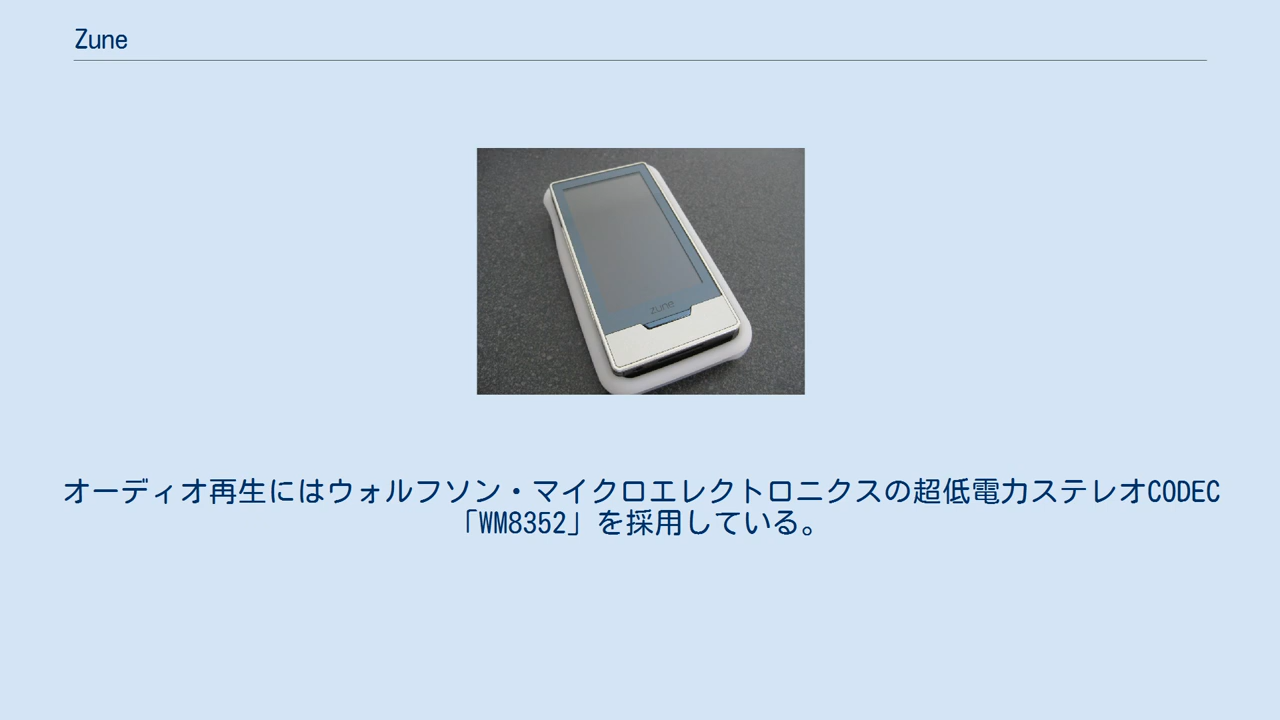 Zune
zune
オーディオ再生にはウォルフソン・マイクロエレクトロニクスの超低電力ステレオCODEC
「WM8352」を採用している。